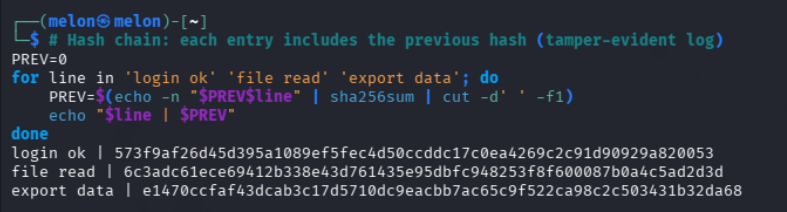 ┌──(melon㉿melon)-[~]
└─$ # Hash chain: each entry includes the previous hash (tamper-evident log)
PREV=0
for line in 'login ok' 'file read' 'export data'; do
    PREV=$(echo -n "$PREV$line" | sha256sum | cut -d' ' -f1)
    echo "$line | $PREV"
done
login ok | 573f9af26d45d395a1089ef5fec4d50ccddc17c0ea4269c2c91d90929a820053
file read | 6c3adc61ece69412b338e43d761435e95dbfc948253f8f600087b0a4c5ad2d3d
export data | e1470ccfaf43dcab3c17d5710dc9eacbb7ac65c9f522ca98c2c503431b32da68